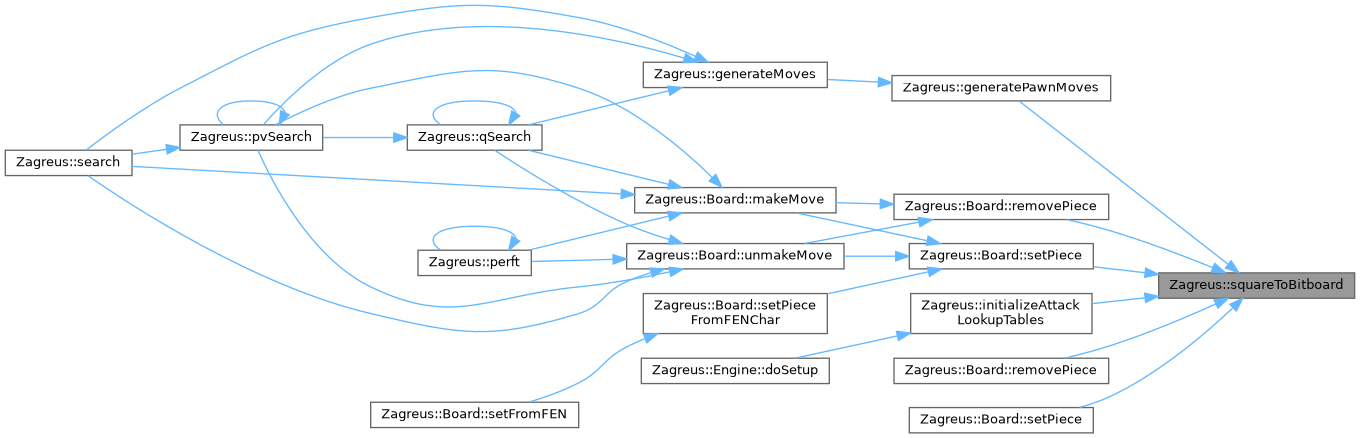 Zagreus::generateMoves
Zagreus::generatePawnMoves
Zagreus::pvSearch
Zagreus::qSearch
Zagreus::search
Zagreus::Board::makeMove
Zagreus::Board::removePiece
Zagreus::perft
Zagreus::Board::unmakeMove
Zagreus::Board::setPiece
Zagreus::squareToBitboard
Zagreus::Board::setPiece
FromFENChar
Zagreus::initializeAttack
LookupTables
Zagreus::Engine::doSetup
Zagreus::Board::removePiece
Zagreus::Board::setFromFEN
Zagreus::Board::setPiece